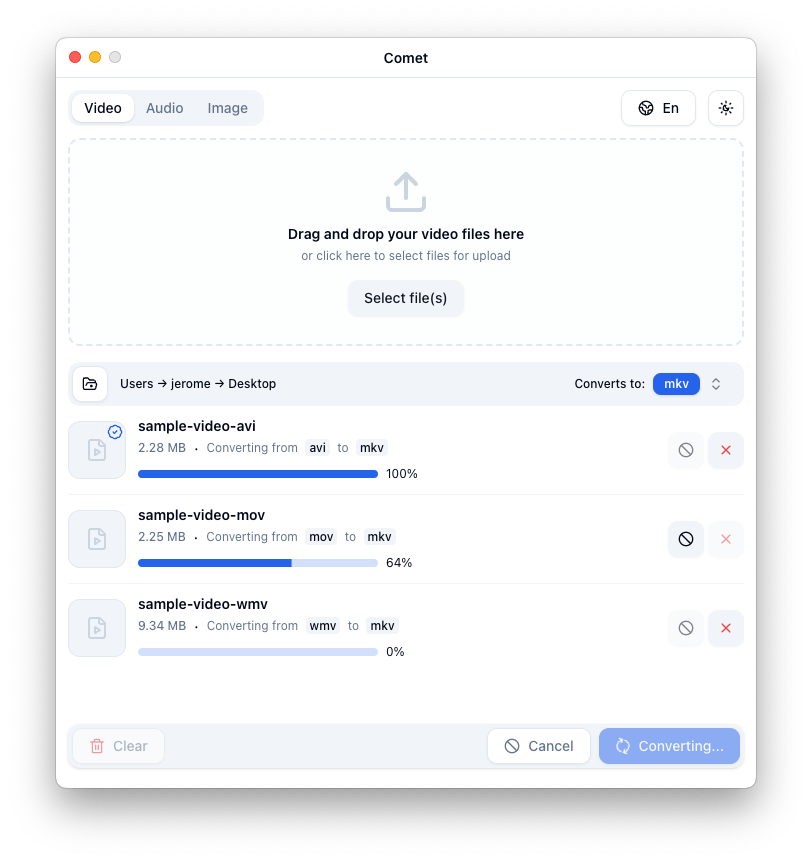 Comet
Video Audio Image En
Drag and drop your video files here
or click here to select files for upload
Select file(s)
Users → jerome → Desktop Converts to: mkv
sample-video-avi
2.28 MB • Converting from avi to mkv
100%
sample-video-mov
2.25 MB • Converting from mov to mkv
64%
sample-video-wmv
9.34 MB • Converting from wmv to mkv
0%
Clear Cancel Converting...